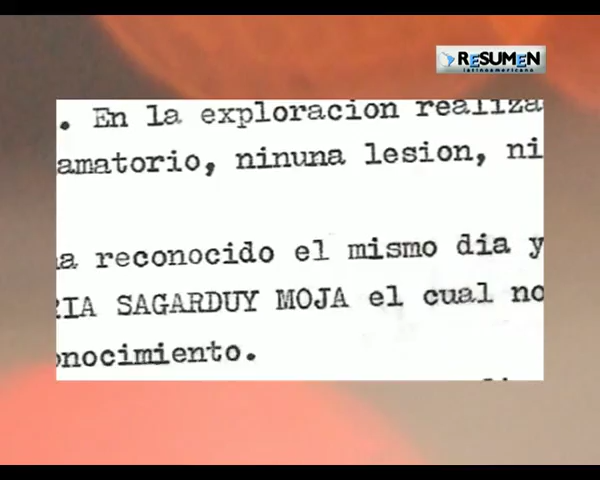 RESUMEN
latinoamericano
. En la exploracion realiza
amatorio, ninuna lesion, ni
a reconocido el mismo dia y
RIA SAGARDUY MOJA el cual no
onocimiento.